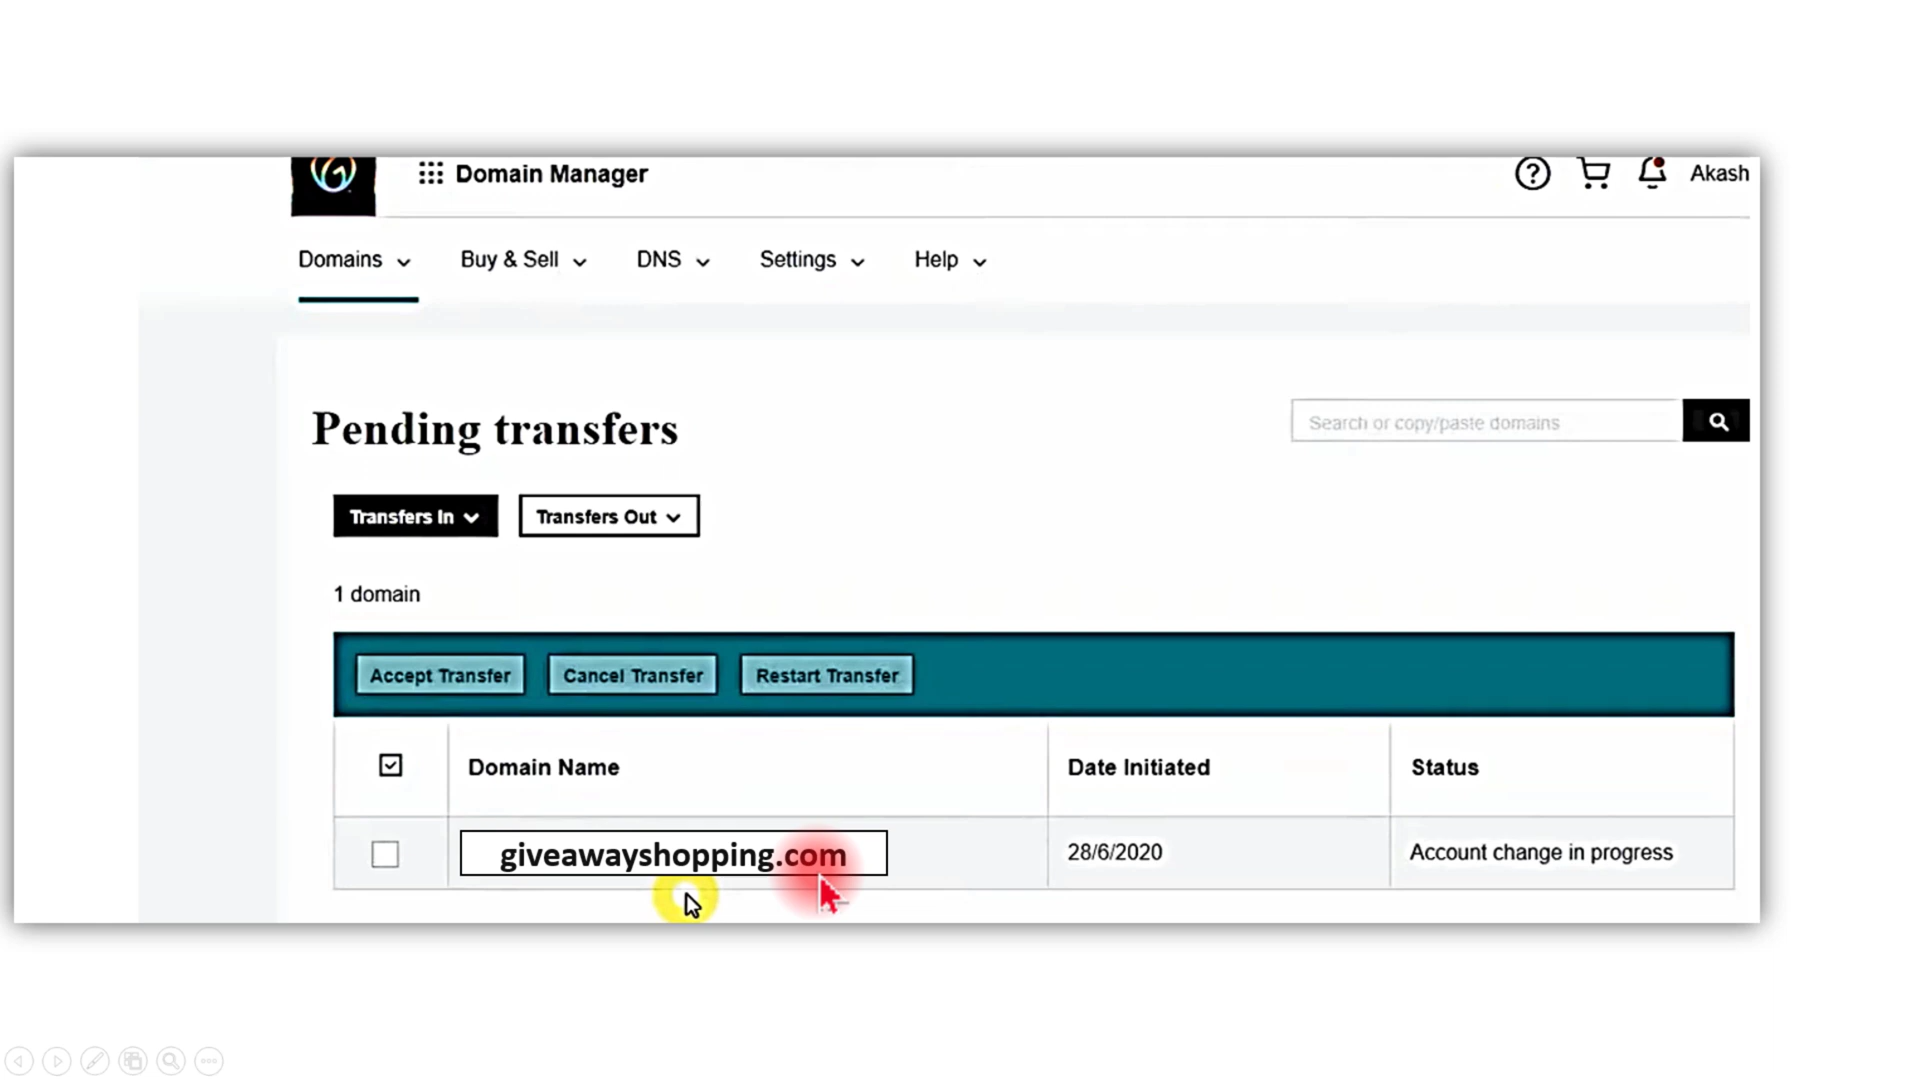 Domain Manager
Akash
Domains Buy & Sell DNS Settings Help
Pending transfers
Search or copy/paste domains
Transfers In Transfers Out
1 domain
Accept Transfer Cancel Transfer Restart Transfer
Domain Name Date Initiated Status
giveawayshopping.com 28/6/2020 Account change in progress